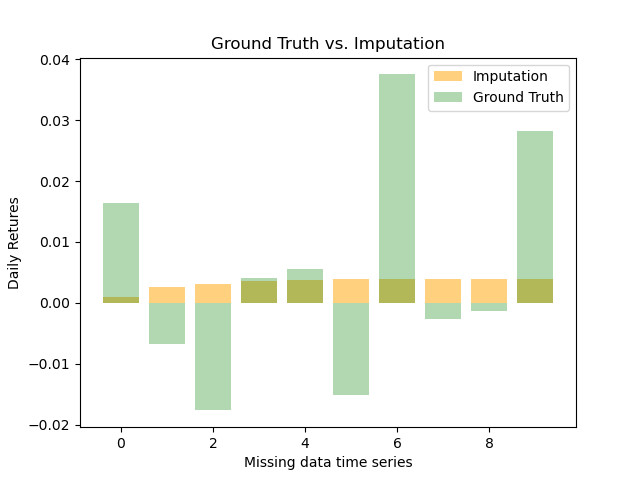 Ground Truth vs. Imputation
Imputation
Ground Truth
Daily Retures
0.04
0.03
0.02
0.01
0.00
−0.01
−0.02
0 2 4 6 8
Missing data time series